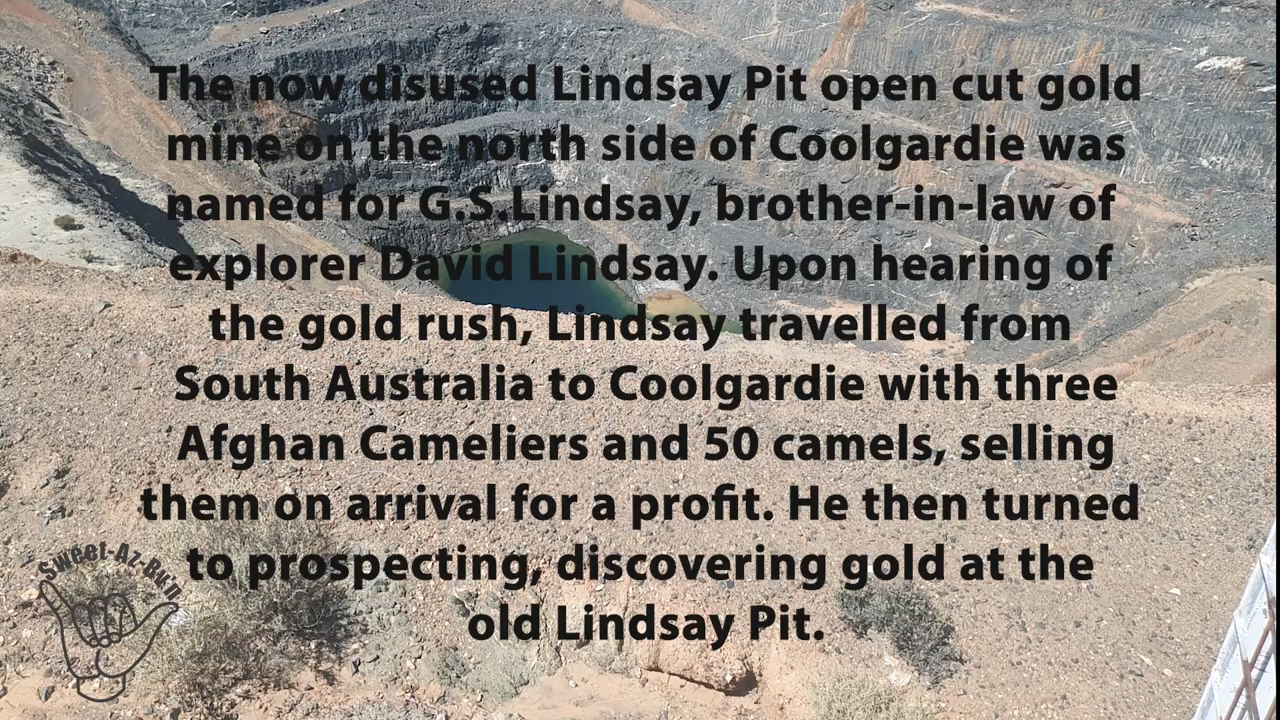 The now disused Lindsay Pit open cut gold
mine on the north side of Coolgardie was
named for G.S.Lindsay, brother-in-law of
explorer David Lindsay. Upon hearing of
the gold rush, Lindsay travelled from
South Australia to Coolgardie with three
Afghan Cameliers and 50 camels, selling
them on arrival for a profit. He then turned
to prospecting, discovering gold at the
old Lindsay Pit.
Sweet-Az-Bu'n